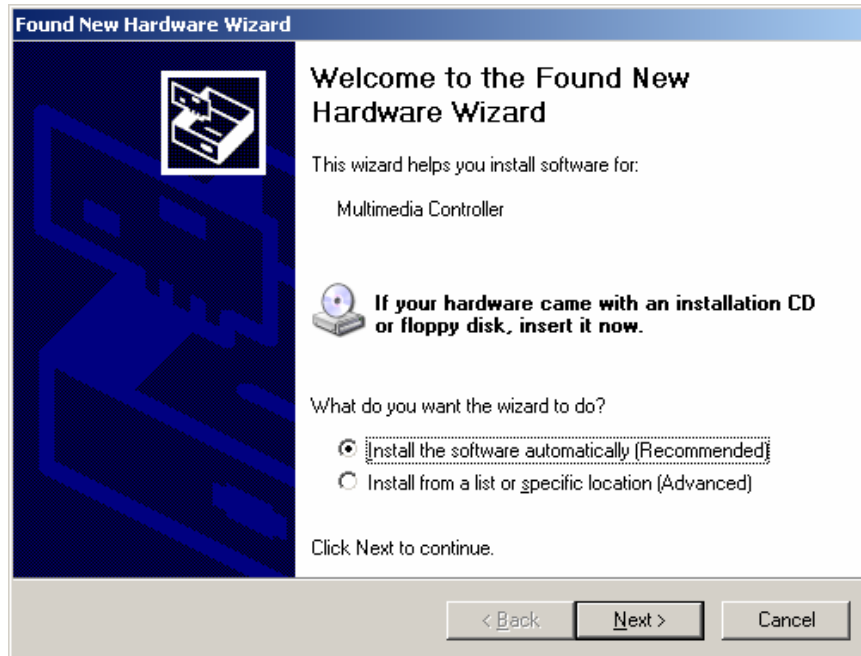 Found New Hardware Wizard
Welcome to the Found New
Hardware Wizard
This wizard helps you install software for:
Multimedia Controller
If your hardware came with an installation CD
or floppy disk, insert it now.
What do you want the wizard to do?
Install the software automatically (Recommended)
Install from a list or specific location (Advanced)
Click Next to continue.
< Back
Next >
Cancel